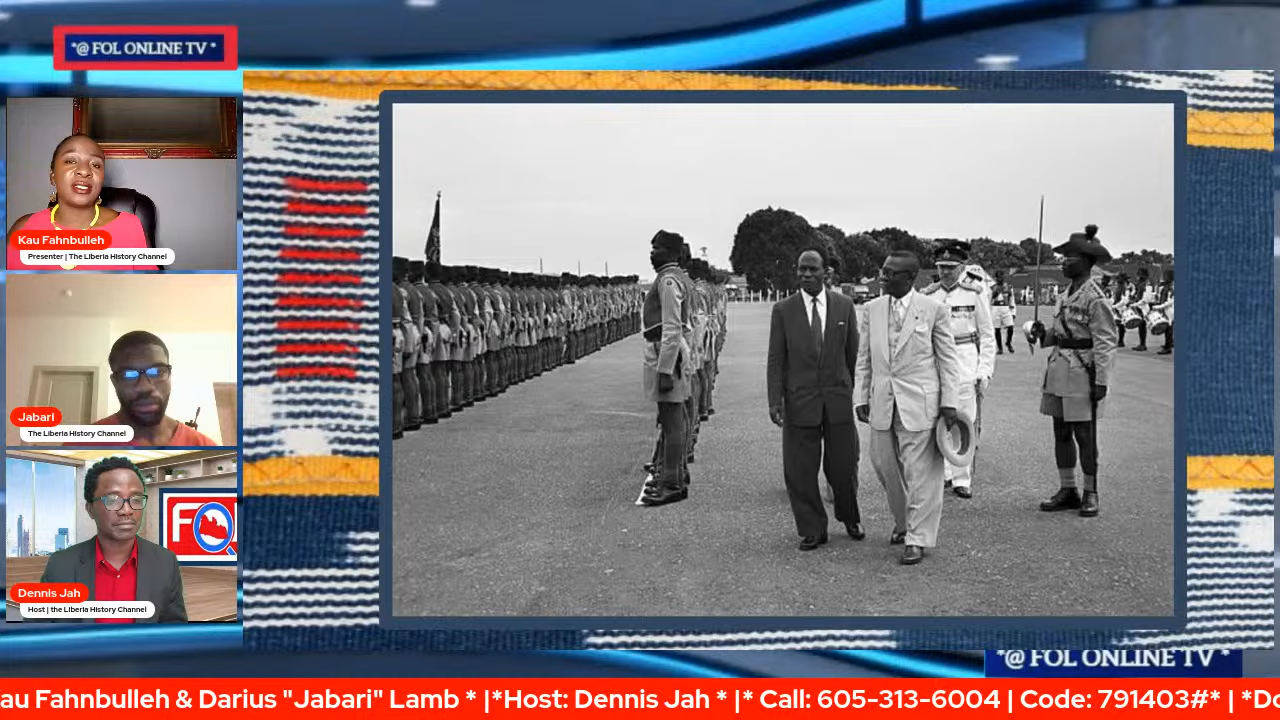 *@ FOL ONLINE TV *
Kau Fahnbulleh
Presenter | The Liberia History Channel
Jabari
The Liberia History Channel
Dennis Jah
Host | the Liberia History Channel
*@ FOL ONLINE TV *
au Fahnbulleh & Darius "Jabari" Lamb * |*Host: Dennis Jah * |* Call: 605-313-6004 | Code: 791403#* | *D